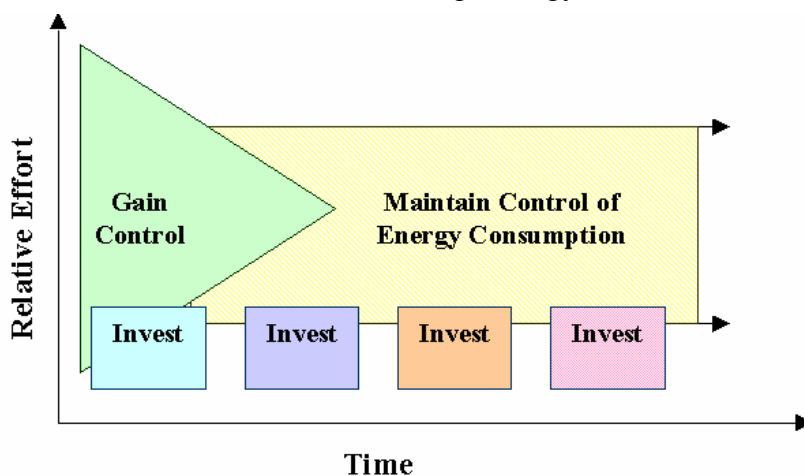 Relative Effort
Gain
Control
Maintain Control of
Energy Consumption
Invest
Invest
Invest
Invest
Time